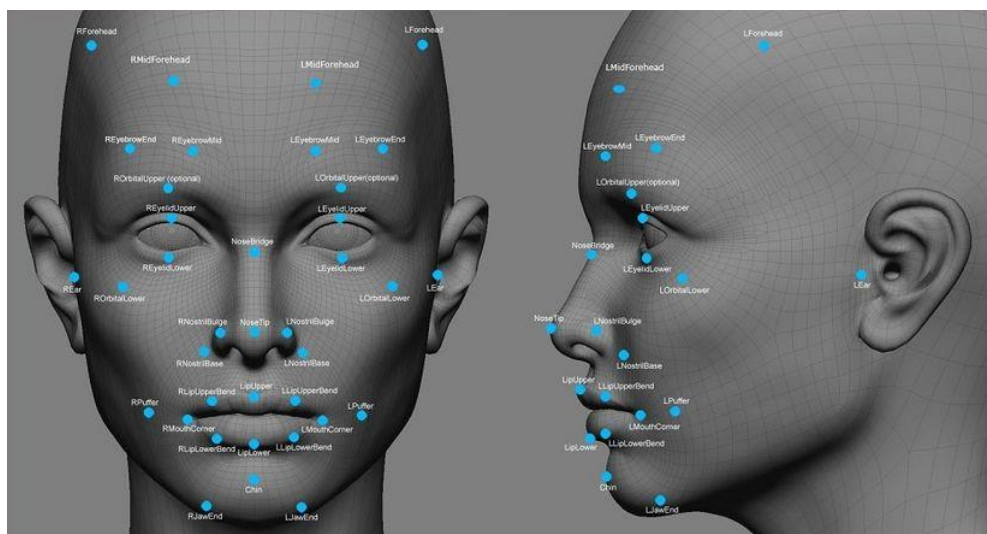 RForehead
LForehead
RMidForehead
LMidForehead
REyebrowEnd
REyebrowMid
LEyebrowMid
LEyebrowEnd
ROrbitalUpper (optional)
LOrbitalUpper(optional)
REyelidUpper
LEyelidUpper
NoseBridge
REyelidLower
LEyelidLower
REar
LEar
ROrbitalLower
LOrbitalLower
RNostrilBulge
NoseTip
LNostrilBulge
RNostrilBase
LNostrilBase
LipUpper
RLipUpperBend
LLipUpperBend
RPuffer
LPuffer
RMouthCorner
LMouthCorner
RLipLowerBend
LipLower
LLipLowerBend
Chin
RJawEnd
LJawEnd
LForehead
LMidForehead
LEyebrowEnd
LEyebrowMid
LOrbitalUpper(optional)
LEyelidUpper
NoseBridge
LEyelidLower
LOrbitalLower
LEar
NoseTip
LNostrilBulge
LNostrilBase
LipUpper
LLipUpperBend
LPuffer
LMouthCorner
LipLower
LLipLowerBend
Chin
LJawEnd